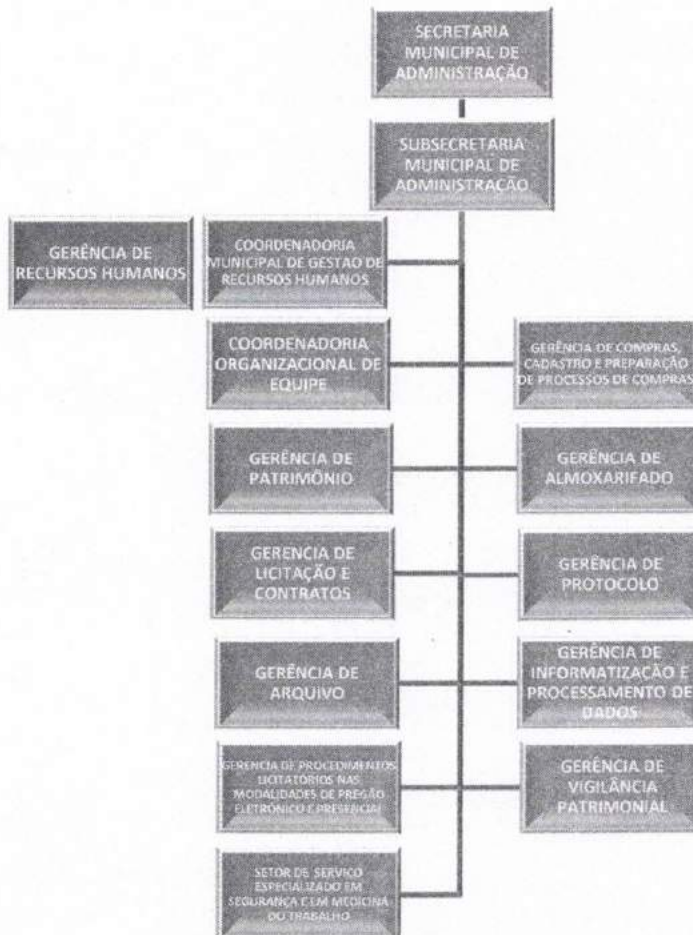 SECRETARIA
MUNICIPAL DE
ADMINISTRAÇÃO
SUBSECRETARIA
MUNICIPAL DE
ADMINISTRAÇÃO
GERÊNCIA DE
RECURSOS HUMANOS
COORDENADORIA
MUNICIPAL DE GESTÃO DE
RECURSOS HUMANOS
COORDENADORIA
ORGANIZACIONAL DE
EQUIPE
GERÊNCIA DE COMPRAS,
CADASTRO E PREPARAÇÃO
DE PROCESSOS DE COMPRAS
GERÊNCIA DE
PATRIMÔNIO
GERÊNCIA DE
ALMOXARIFADO
GERENCIA DE
LICITAÇÃO E
CONTRATOS
GERÊNCIA DE
PROTOCOLO
GERÊNCIA DE
ARQUIVO
GERÊNCIA DE
INFORMATIZAÇÃO E
PROCESSAMENTO DE
DADOS
GERENCIA DE PROCEDIMENTOS
LICITATÓRIOS NAS
MODALIDADES DE PREGÃO
ELETRÔNICO E PRESENCIAL
GERÊNCIA DE
VIGILÂNCIA
PATRIMONIAL
SETOR DE SERVICO
ESPECIALIZADO EM
SEGURANÇA E EM MEDICINA
DO TRABALHO